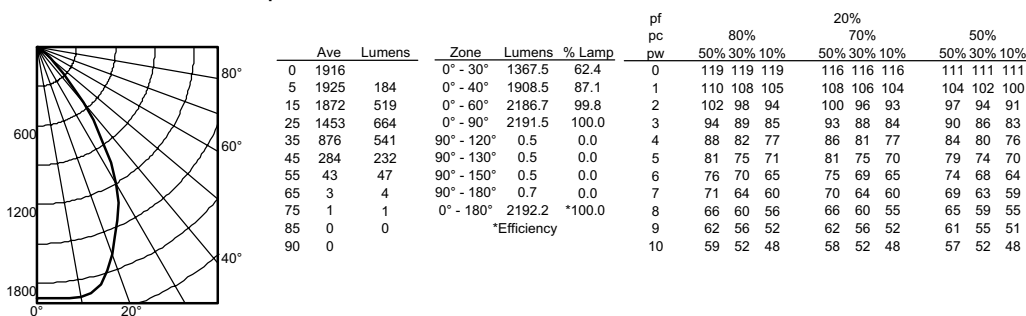 pf 20%
pc 80% 70% 50%
Ave Lumens Zone Lumens % Lamp pw 50% 30% 10% 50% 30% 10% 50% 30% 10%
0 1916 0° - 30° 1367.5 62.4 0 119 119 119 116 116 116 111 111 111
5 1925 184 0° - 40° 1908.5 87.1 1 110 108 105 108 106 104 104 102 100
15 1872 519 0° - 60° 2186.7 99.8 2 102 98 94 100 96 93 97 94 91
25 1453 664 0° - 90° 2191.5 100.0 3 94 89 85 93 88 84 90 86 83
35 876 541 90° - 120° 0.5 0.0 4 88 82 77 86 81 77 84 80 76
45 284 232 90° - 130° 0.5 0.0 5 81 75 71 81 75 70 79 74 70
55 43 47 90° - 150° 0.5 0.0 6 76 70 65 75 69 65 74 68 64
65 3 4 90° - 180° 0.7 0.0 7 71 64 60 70 64 60 69 63 59
75 1 1 0° - 180° 2192.2 *100.0 8 66 60 56 66 60 55 65 59 55
85 0 0 *Efficiency 9 62 56 52 62 56 52 61 55 51
90 0 10 59 52 48 58 52 48 57 52 48
80°
600
60°
1200
40°
1800
0° 20°